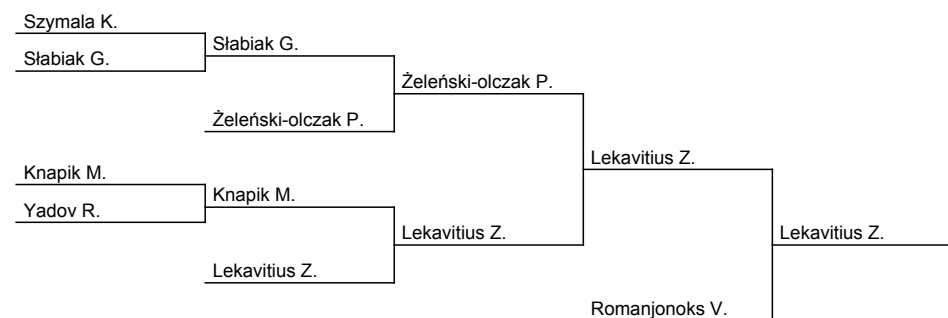 Szymala K.
Słabiak G.
Słabiak G.
Żeleński-olczak P.
Żeleński-olczak P.
Lekavitius Z.
Knapik M.
Knapik M.
Yadov R.
Lekavitius Z.
Lekavitius Z.
Lekavitius Z.
Romanjonoks V.